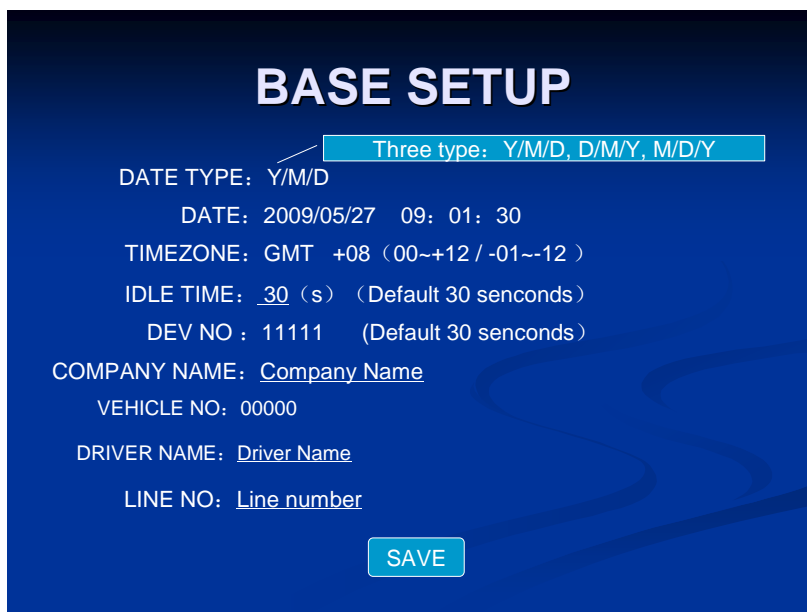 BASE SETUP
Three type：Y/M/D, D/M/Y, M/D/Y
DATE TYPE：Y/M/D
DATE：2009/05/27 09：01：30
TIMEZONE：GMT +08（00~+12 / -01~-12 ）
IDLE TIME： 30（s）（Default 30 senconds）
DEV NO ：11111 (Default 30 senconds）
COMPANY NAME：Company Name
VEHICLE NO：00000
DRIVER NAME：Driver Name
LINE NO：Line number
SAVE